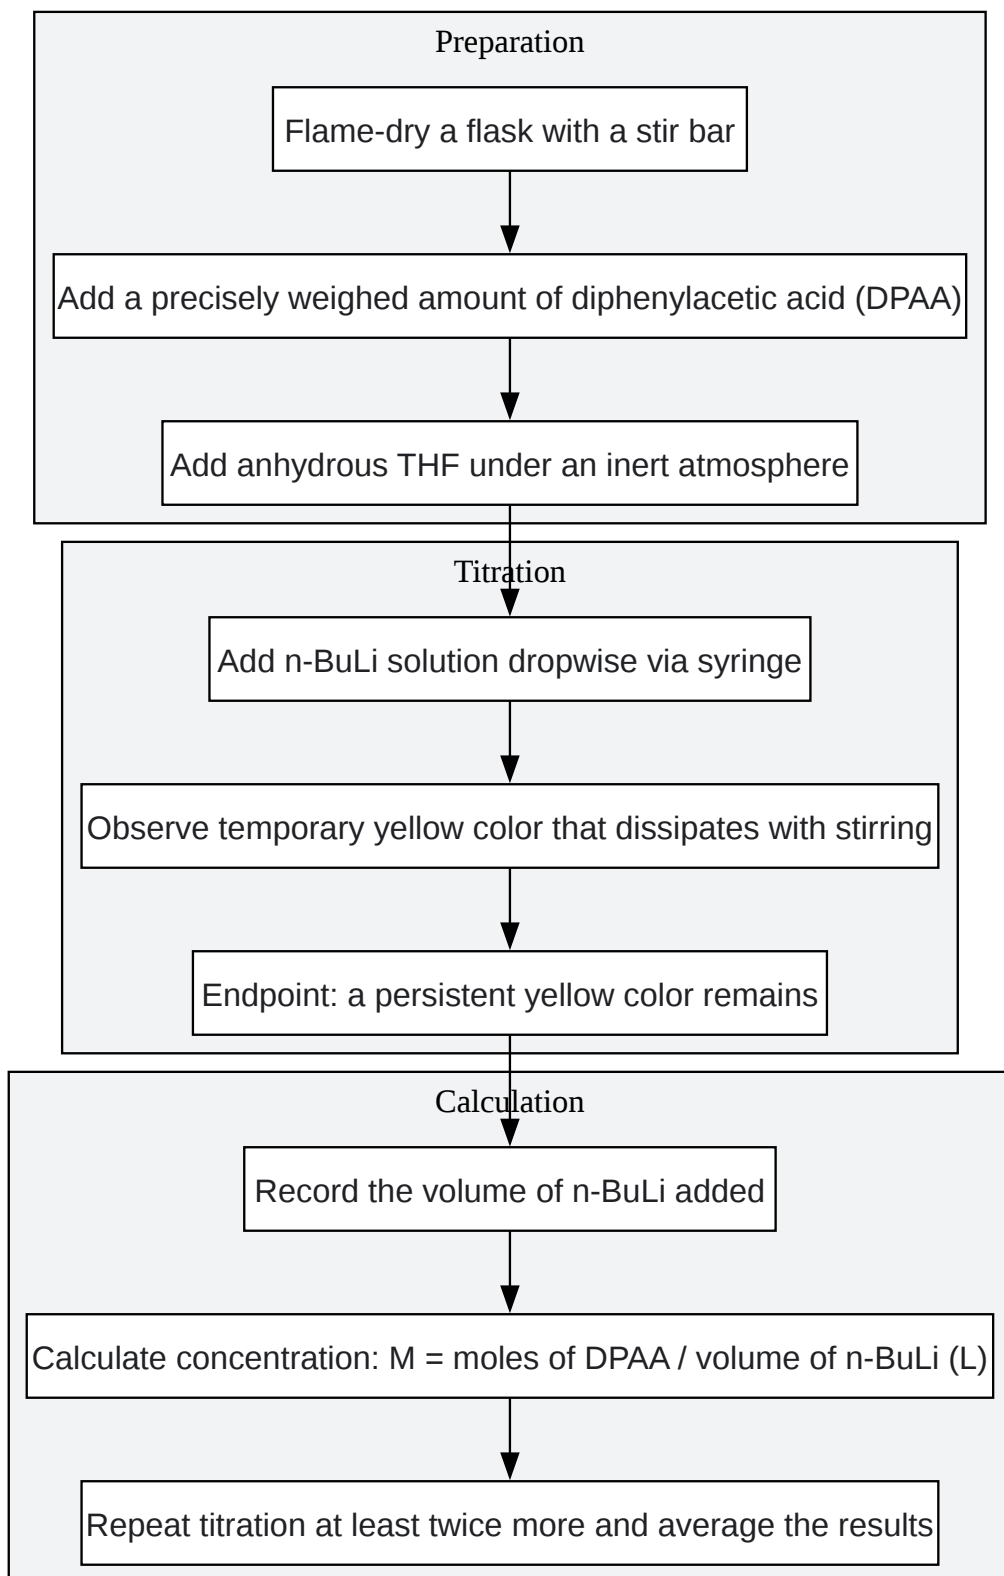 Preparation
Flame-dry a flask with a stir bar
Add a precisely weighed amount of diphenylacetic acid (DPAA)
Add anhydrous THF under an inert atmosphere
Titration
Add n-BuLi solution dropwise via syringe
Observe temporary yellow color that dissipates with stirring
Endpoint: a persistent yellow color remains
Calculation
Record the volume of n-BuLi added
Calculate concentration: M = moles of DPAA / volume of n-BuLi (L)
Repeat titration at least twice more and average the results